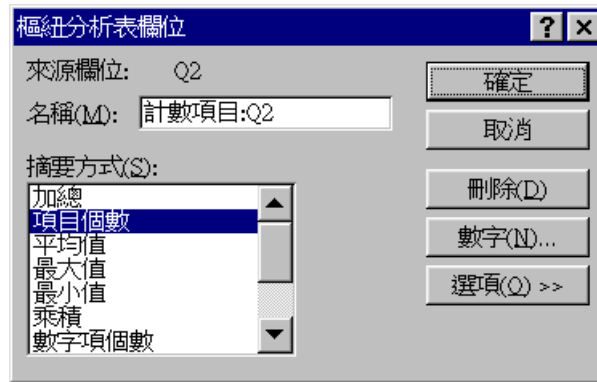 樞紐分析表欄位
來源欄位: Q2
名稱(M): 計數項目:Q2
摘要方式(S):
加總
項目個數
平均值
最大值
最小值
乘積
數字項個數
確定
取消
刪除(D)
數字(N)...
選項(O) >>